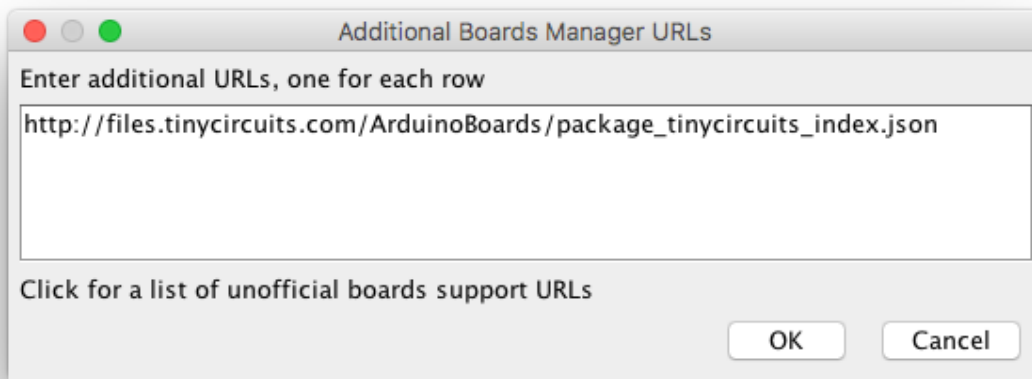 Additional Boards Manager URLs
Enter additional URLs, one for each row
http://files.tinycircuits.com/ArduinoBoards/package_tinycircuits_index.json
Click for a list of unofficial boards support URLs
OK Cancel